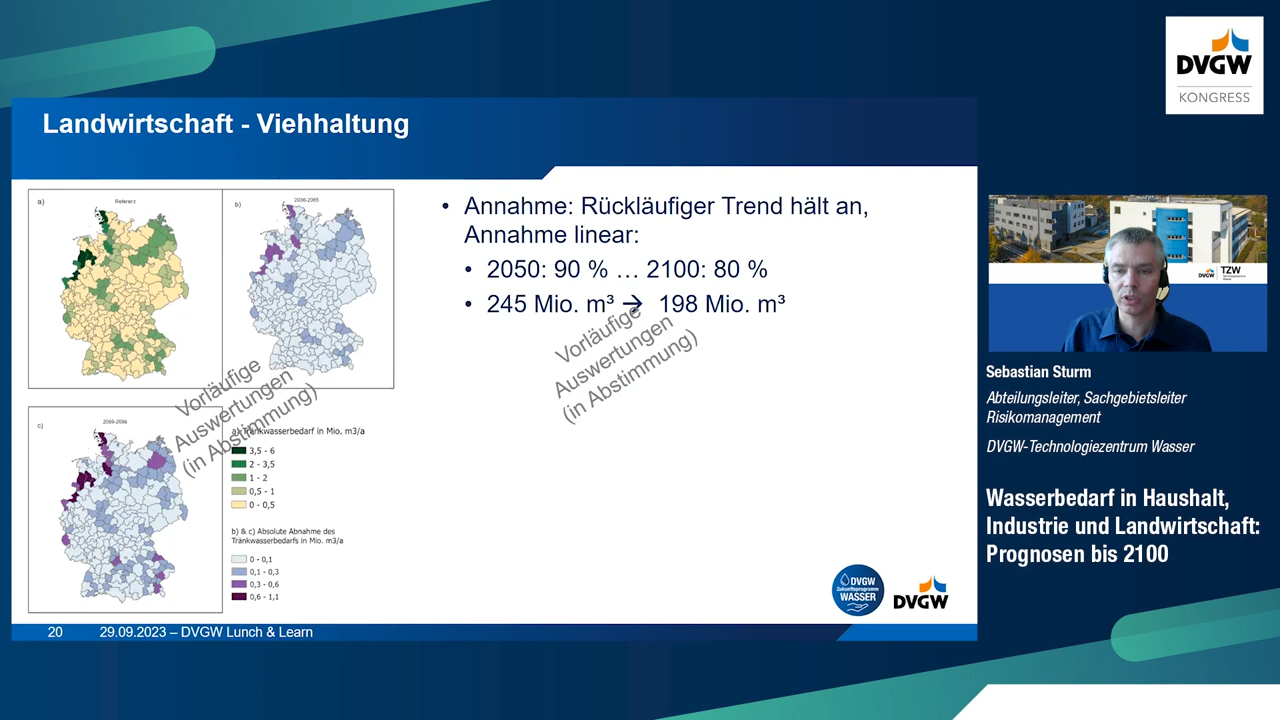 DVGW
KONGRESS
Landwirtschaft - Viehhaltung
a)
Referenz
b)
2036-2065
• Annahme: Rückläufiger Trend hält an,
Annahme linear:
• 2050: 90 % … 2100: 80 %
• 245 Mio. m³ → 198 Mio. m³
Vorläufige
Auswertungen
(in Abstimmung)
Vorläufige
Auswertungen
(in Abstimmung)
c)
2069-2098
a) Tränkwasserbedarf in Mio. m3/a
3,5 - 6
2 - 3,5
1 - 2
0,5 - 1
0 - 0,5
b) & c) Absolute Abnahme des
Tränkwasserbedarfs in Mio. m3/a
0 - 0,1
0,1 - 0,3
0,3 - 0,6
0,6 - 1,1
DVGW
Zukunftsprogramm
WASSER
DVGW
20 29.09.2023 – DVGW Lunch & Learn
DVGW TZW
Sebastian Sturm
Abteilungsleiter, Sachgebietsleiter
Risikomanagement
DVGW-Technologiezentrum Wasser
Wasserbedarf in Haushalt,
Industrie und Landwirtschaft:
Prognosen bis 2100